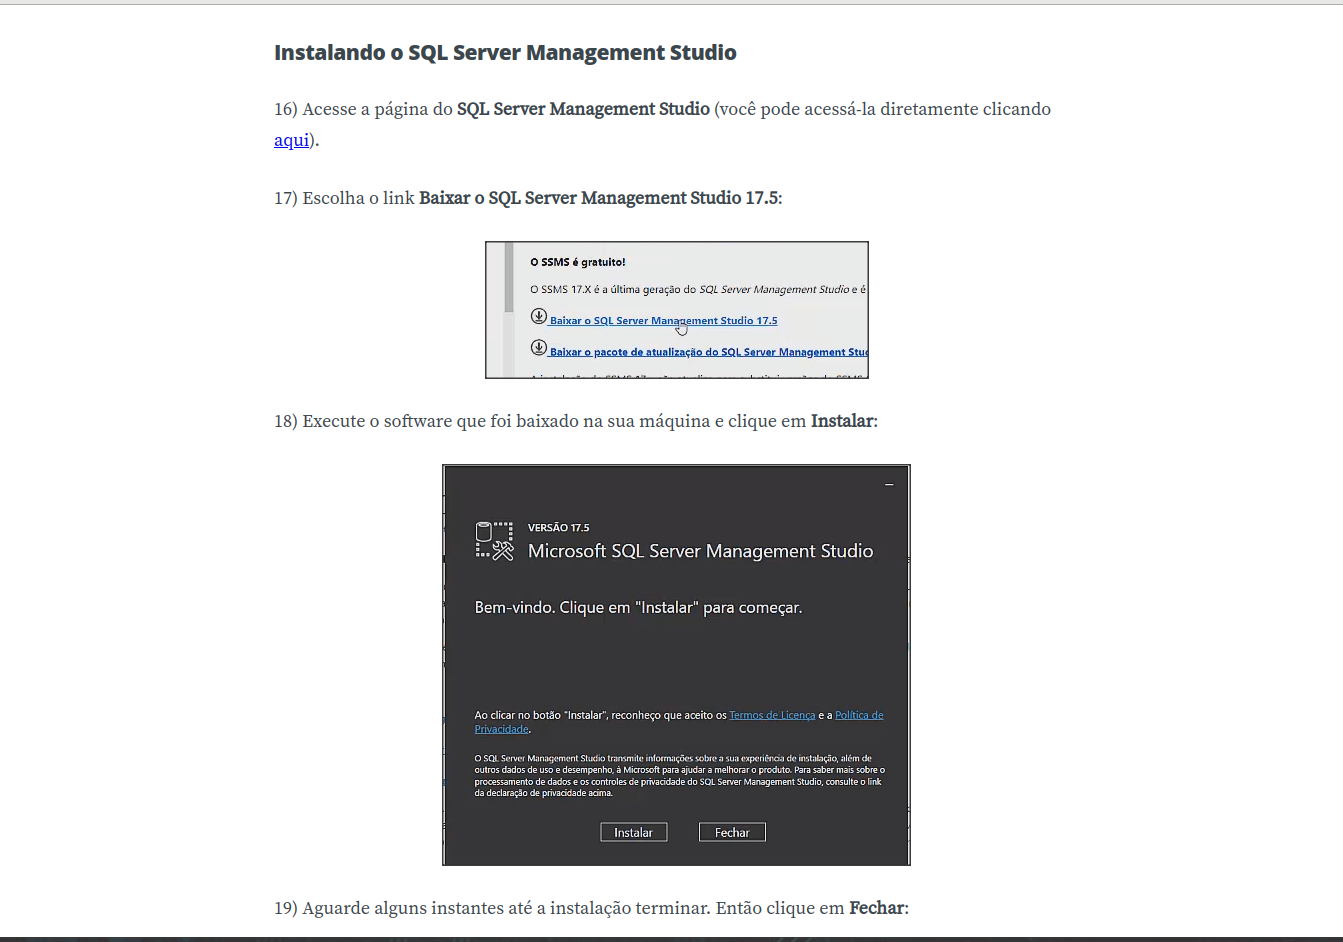 Instalando o SQL Server Management Studio
16) Acesse a página do SQL Server Management Studio (você pode acessá-la diretamente clicando
aqui).
17) Escolha o link Baixar o SQL Server Management Studio 17.5:
O SSMS é gratuito!
O SSMS 17.X é a última geração do SQL Server Management Studio e é
Baixar o SQL Server Management Studio 17.5
Baixar o pacote de atualização do SQL Server Management
18) Execute o software que foi baixado na sua máquina e clique em Instalar:
VERSÃO 17.5
Microsoft SQL Server Management Studio
Bem-vindo. Clique em "Instalar" para começar.
Ao clicar no botão "Instalar", reconheço que aceito os Termos de Licença e a Política de
Privacidade.
O SQL Server Management Studio transmite informações sobre a sua experiência de instalação, além de
outros dados de uso e desempenho, à Microsoft para ajudar a melhorar o produto. Para saber mais sobre o
processamento de dados e os controles de privacidade do SQL Server Management Studio, consulte o link
da declaração de privacidade acima.
Instalar Fechar
19) Aguarde alguns instantes até a instalação terminar. Então clique em Fechar: